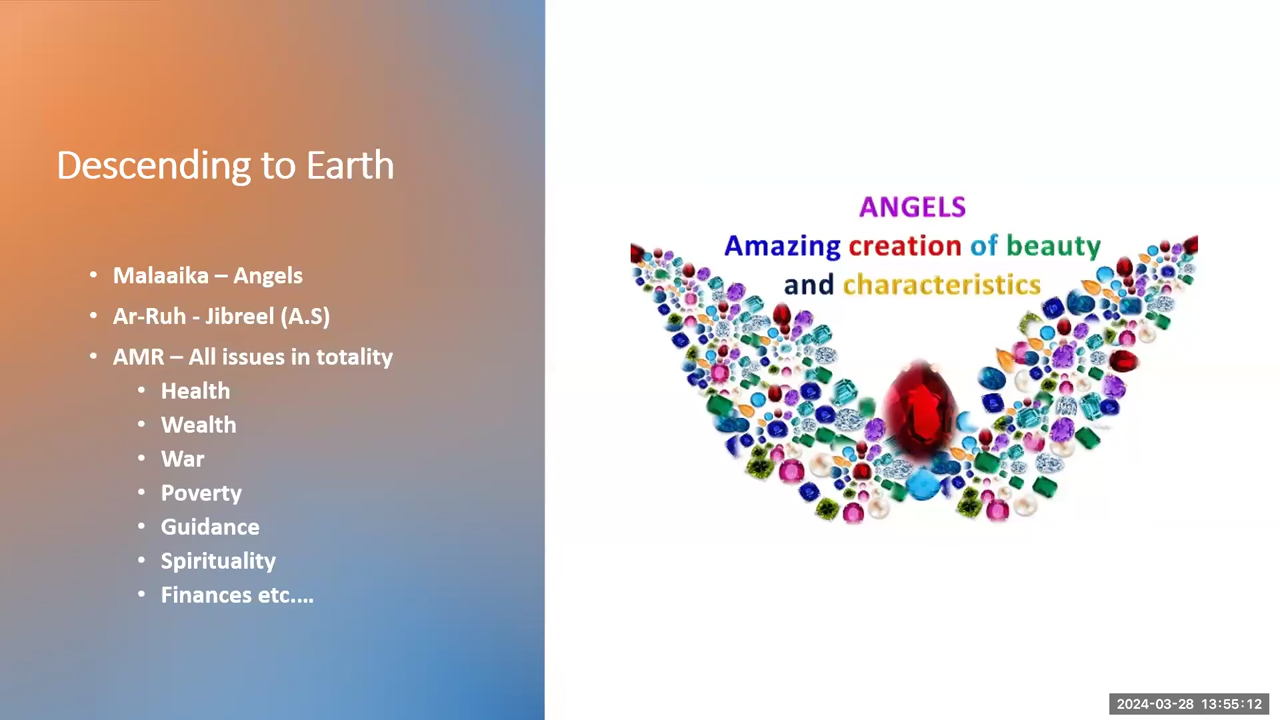 Descending to Earth
• Malaaika – Angels
• Ar-Ruh - Jibreel (A.S)
• AMR – All issues in totality
• Health
• Wealth
• War
• Poverty
• Guidance
• Spirituality
• Finances etc.…
ANGELS
Amazing creation of beauty
and characteristics
2024-03-28 13:55:12